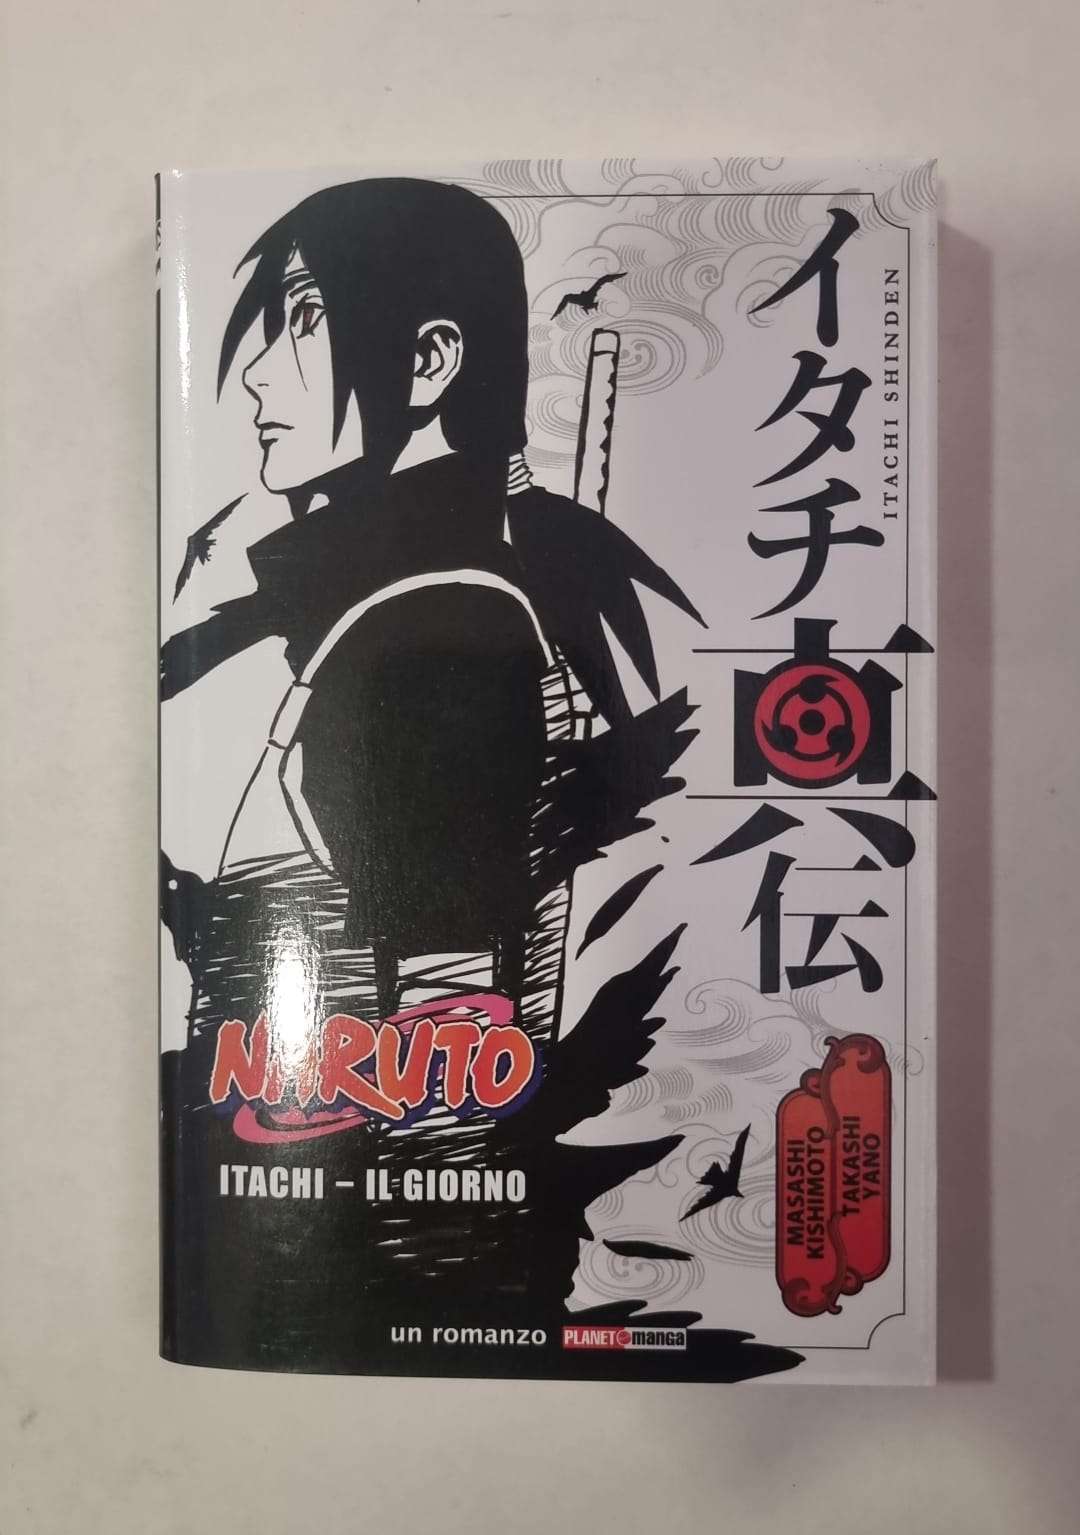 イタチ真伝
ITACHI SHINDEN
NARUTO
ITACHI – IL GIORNO
MASASHI
KISHIMOTO
TAKASHI
YANO
un romanzo
PLANET manga